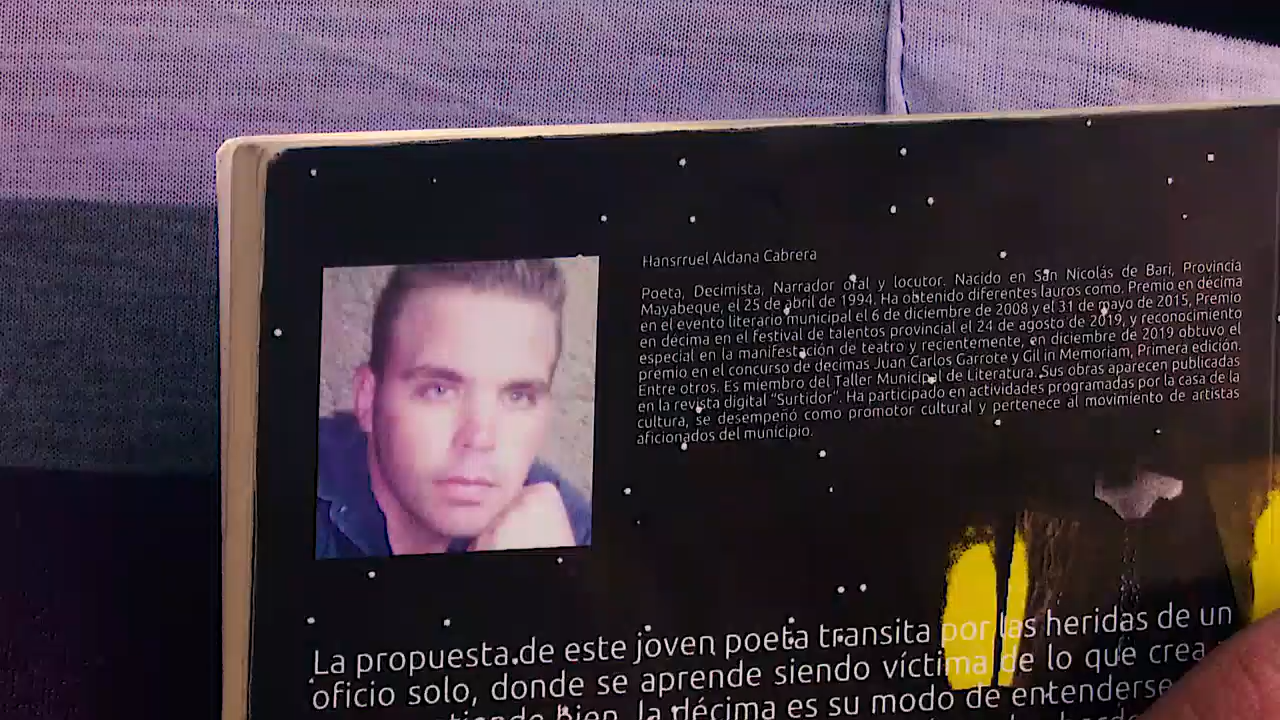 Hansrruel Aldana Cabrera
Poeta, Decimista, Narrador oral y locutor. Nacido en San Nicolás de Bari, Provincia
Mayabeque, el 25 de abril de 1994. Ha obtenido diferentes lauros como. Premio en décima
en el evento literario municipal el 6 de diciembre de 2008 y el 31 de mayo de 2015, Premio
en décima en el festival de talentos provincial el 24 de agosto de 2019, y reconocimiento
especial en la manifestación de teatro y recientemente, en diciembre de 2019 obtuvo el
premio en el concurso de decimas Juan Carlos Garrote y Gil in Memoriam, Primera edición.
Entre otros. Es miembro del Taller Municipal de Literatura. Sus obras aparecen publicadas
en la revista digital “Surtidor”. Ha participado en actividades programadas por la casa de la
cultura, se desempeñó como promotor cultural y pertenece al movimiento de artistas
aficionados del municipio.
La propuesta de este joven poeta transita por las heridas de un
oficio solo, donde se aprende siendo víctima de lo que crea
bien, la décima es su modo de entenderse